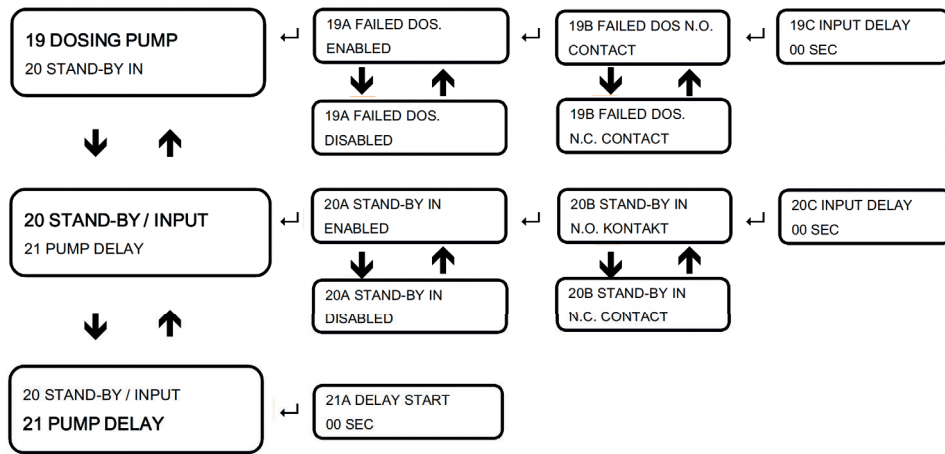 19 DOSING PUMP
20 STAND-BY IN
19A FAILED DOS.
ENABLED
19B FAILED DOS N.O.
CONTACT
19C INPUT DELAY
00 SEC
19A FAILED DOS.
DISABLED
19B FAILED DOS.
N.C. CONTACT
20 STAND-BY / INPUT
21 PUMP DELAY
20A STAND-BY IN
ENABLED
20B STAND-BY IN
N.O. KONTAKT
20C INPUT DELAY
00 SEC
20A STAND-BY IN
DISABLED
20B STAND-BY IN
N.C. CONTACT
20 STAND-BY / INPUT
21 PUMP DELAY
21A DELAY START
00 SEC